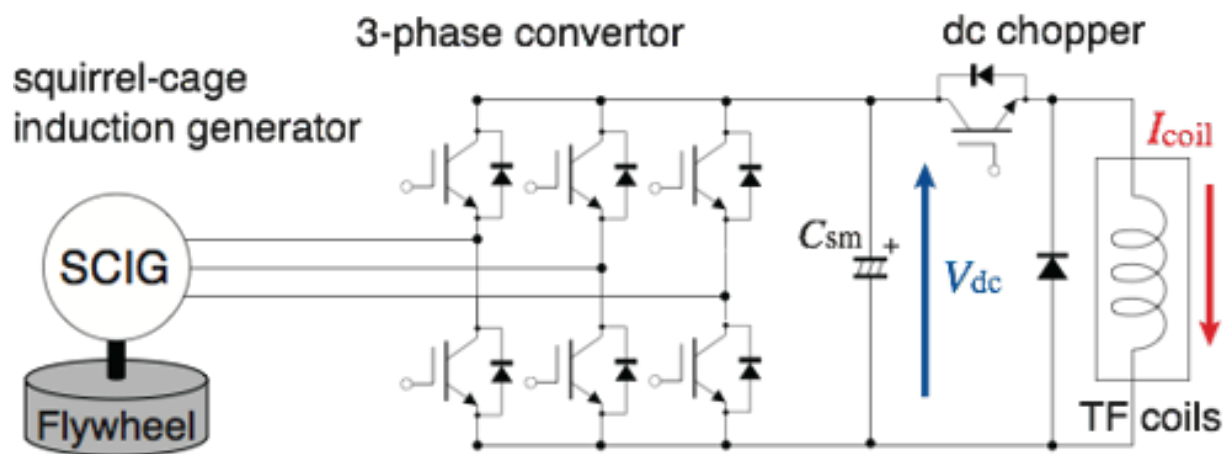 3-phase convertor
dc chopper
squirrel-cage
induction generator
SCIG
Flywheel
Csm
+
Vdc
Icoil
TF coils